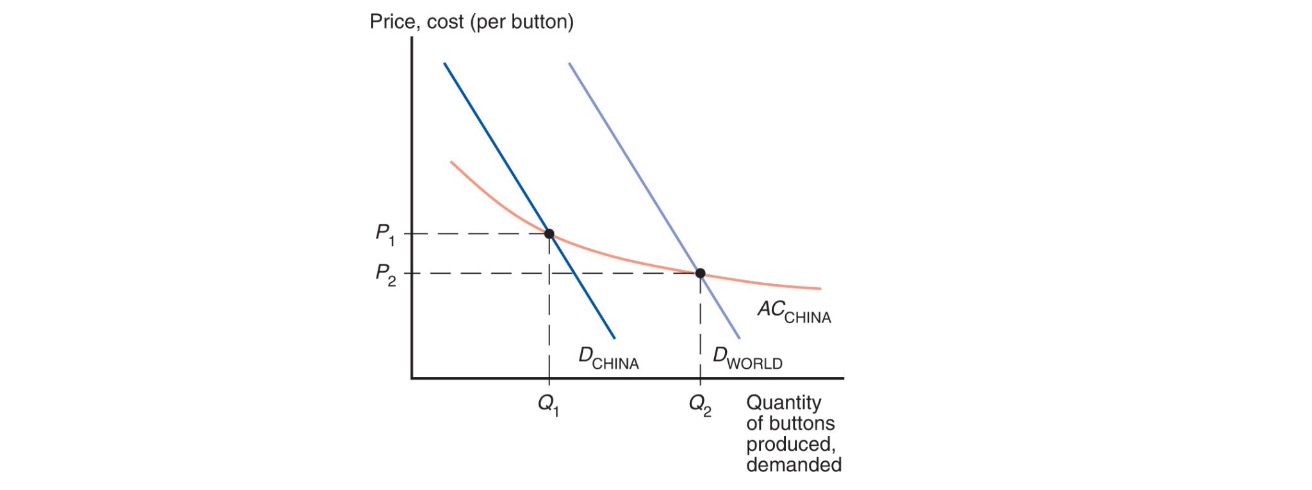 Price, cost (per button)
P1
P2
ACCHINA
DCHINA
DWORLD
Q1
Q2
Quantity
of buttons
produced,
demanded